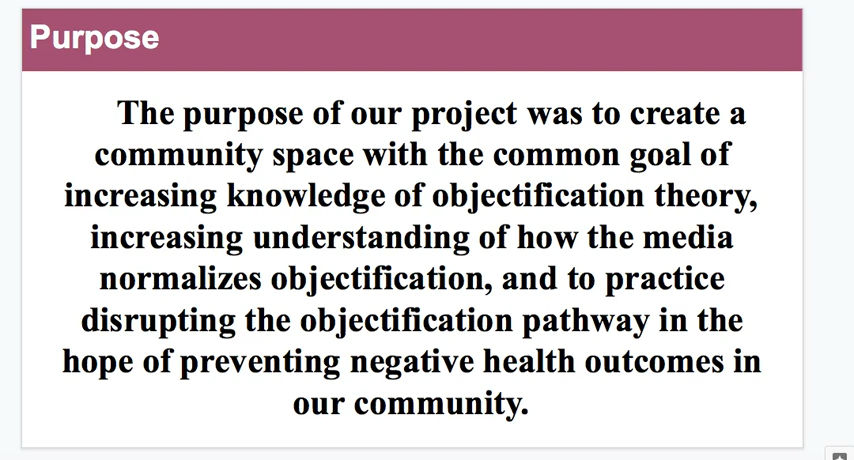 Purpose
The purpose of our project was to create a
community space with the common goal of
increasing knowledge of objectification theory,
increasing understanding of how the media
normalizes objectification, and to practice
disrupting the objectification pathway in the
hope of preventing negative health outcomes in
our community.